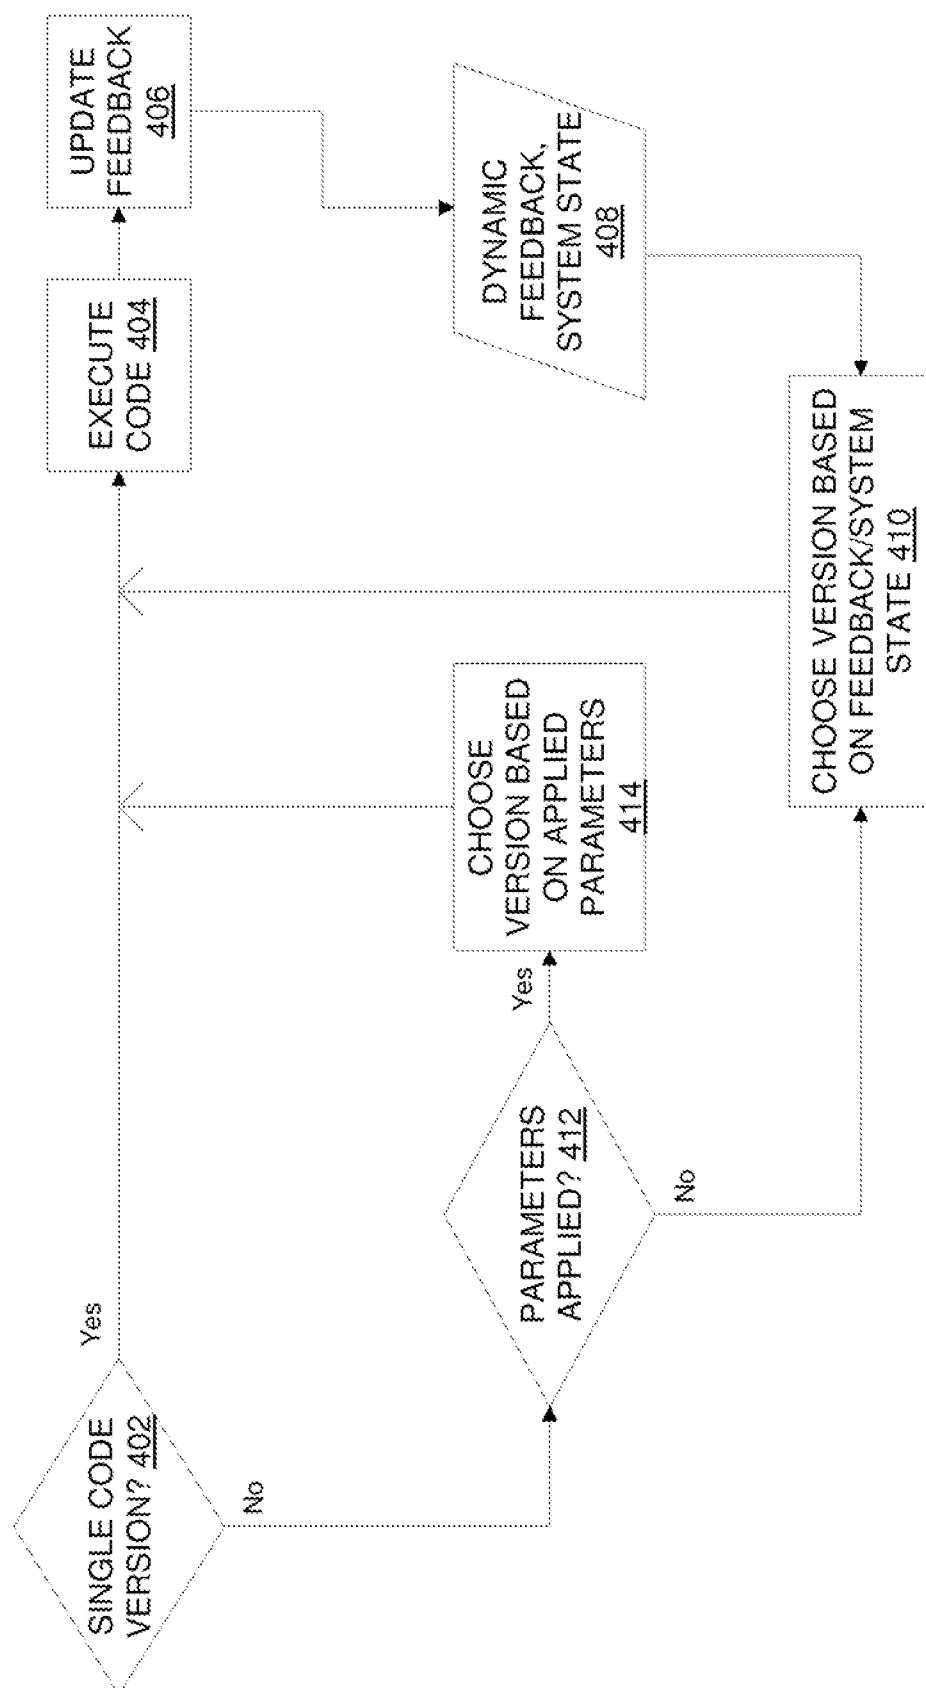 SINGLE CODE
VERSION? 402
Yes
No
EXECUTE
CODE 404
UPDATE
FEEDBACK
406
PARAMETERS
APPLIED? 412
Yes
No
CHOOSE
VERSION BASED
ON APPLIED
PARAMETERS
414
DYNAMIC
FEEDBACK,
SYSTEM STATE
408
CHOOSE VERSION BASED
ON FEEDBACK/SYSTEM
STATE 410